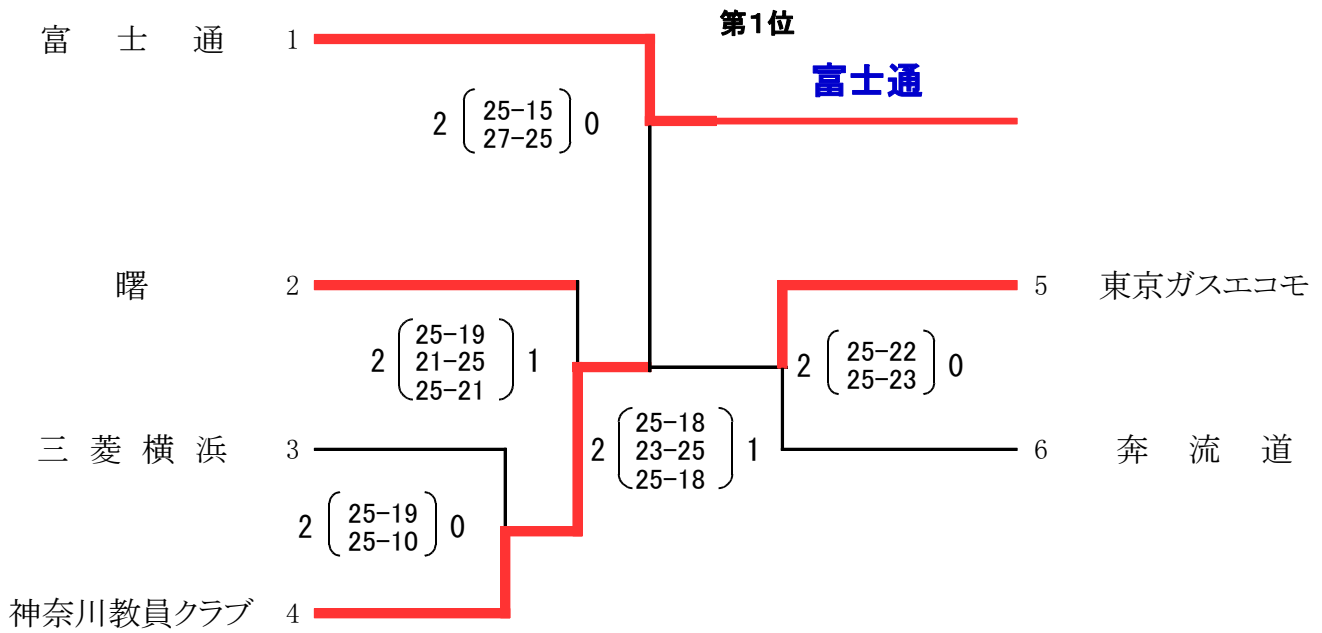 第1位
富士通 1
富士通
2 25-15 0
27-25
曙 2
5 東京ガスエコモ
25-19
2 21-25 1
25-21
2 25-22 0
25-23
25-18
2 23-25 1
25-18
三菱横浜 3
6 奔流道
2 25-19 0
25-10
神奈川教員クラブ 4